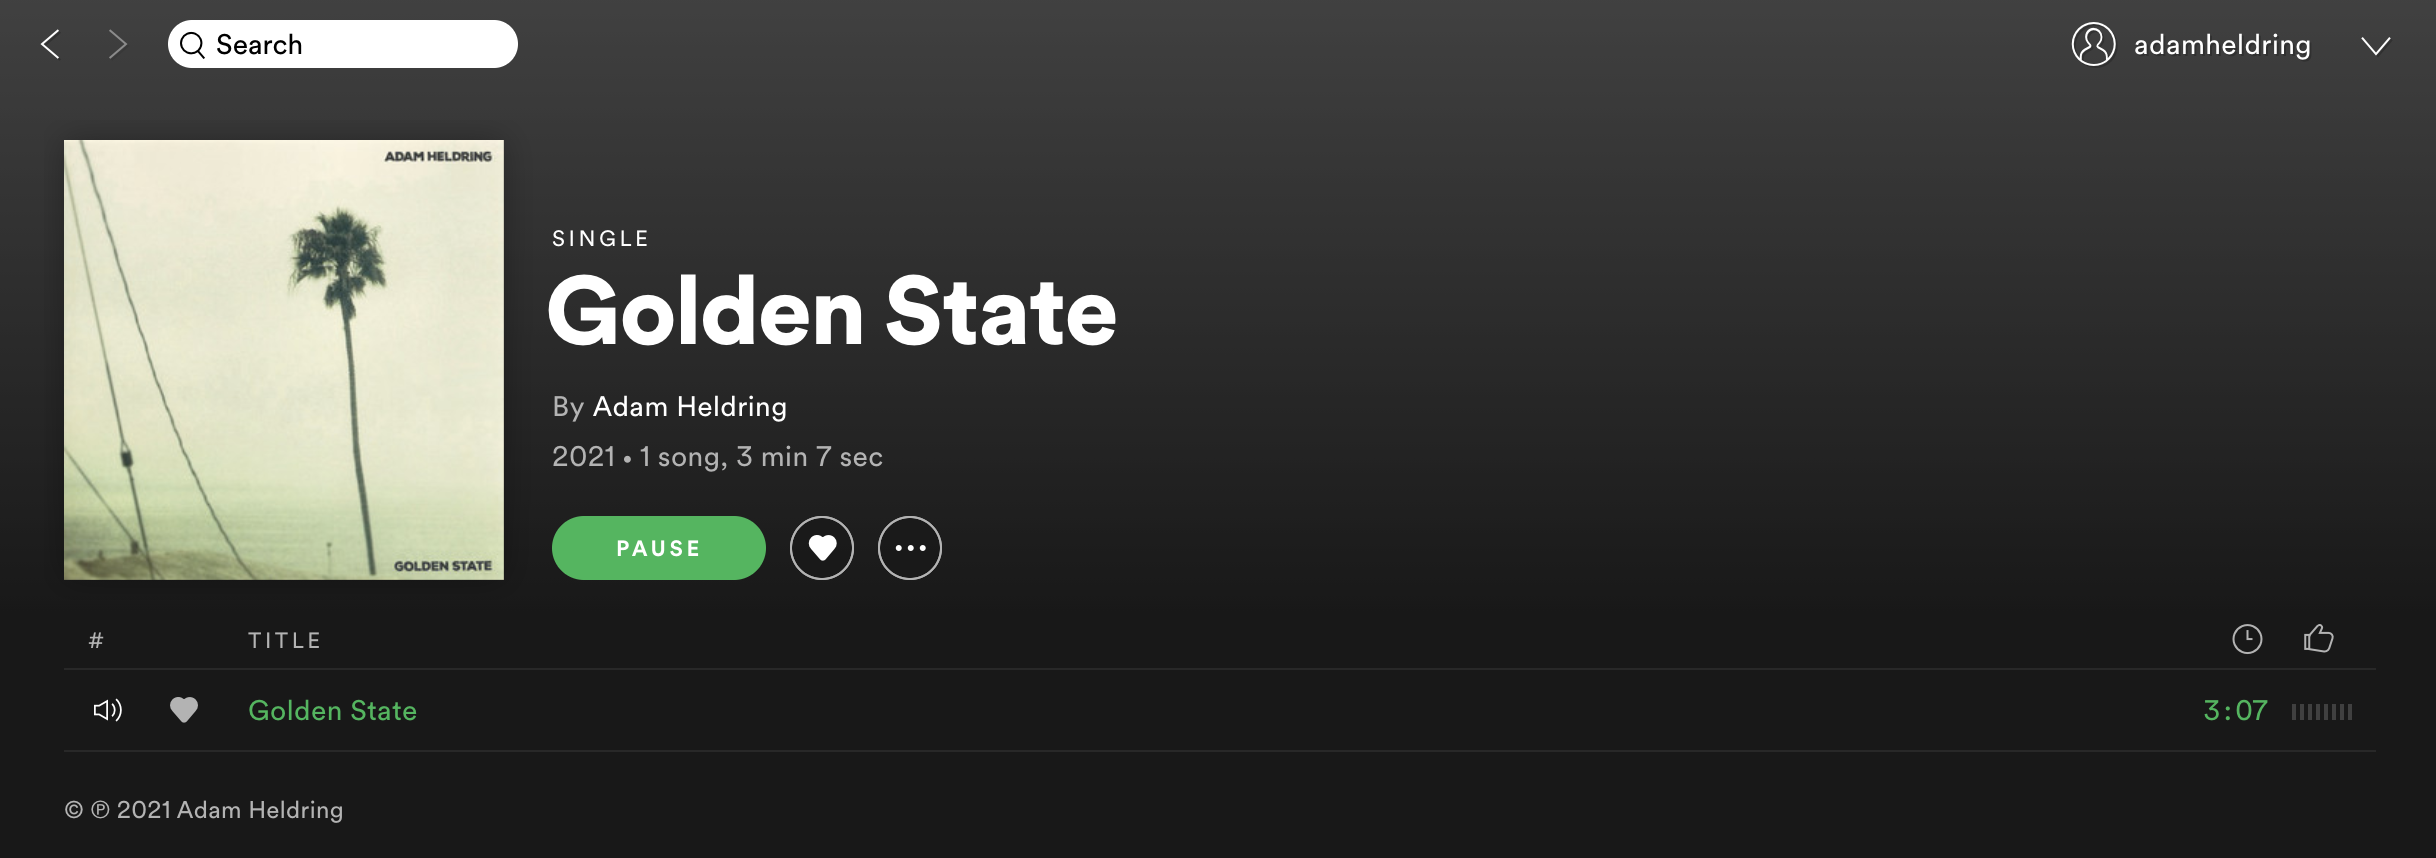 Search
adamheldring
ADAM HELDRING
GOLDEN STATE
SINGLE
Golden State
By Adam Heldring
2021 • 1 song, 3 min 7 sec
PAUSE
# TITLE
Golden State 3:07
© ℗ 2021 Adam Heldring